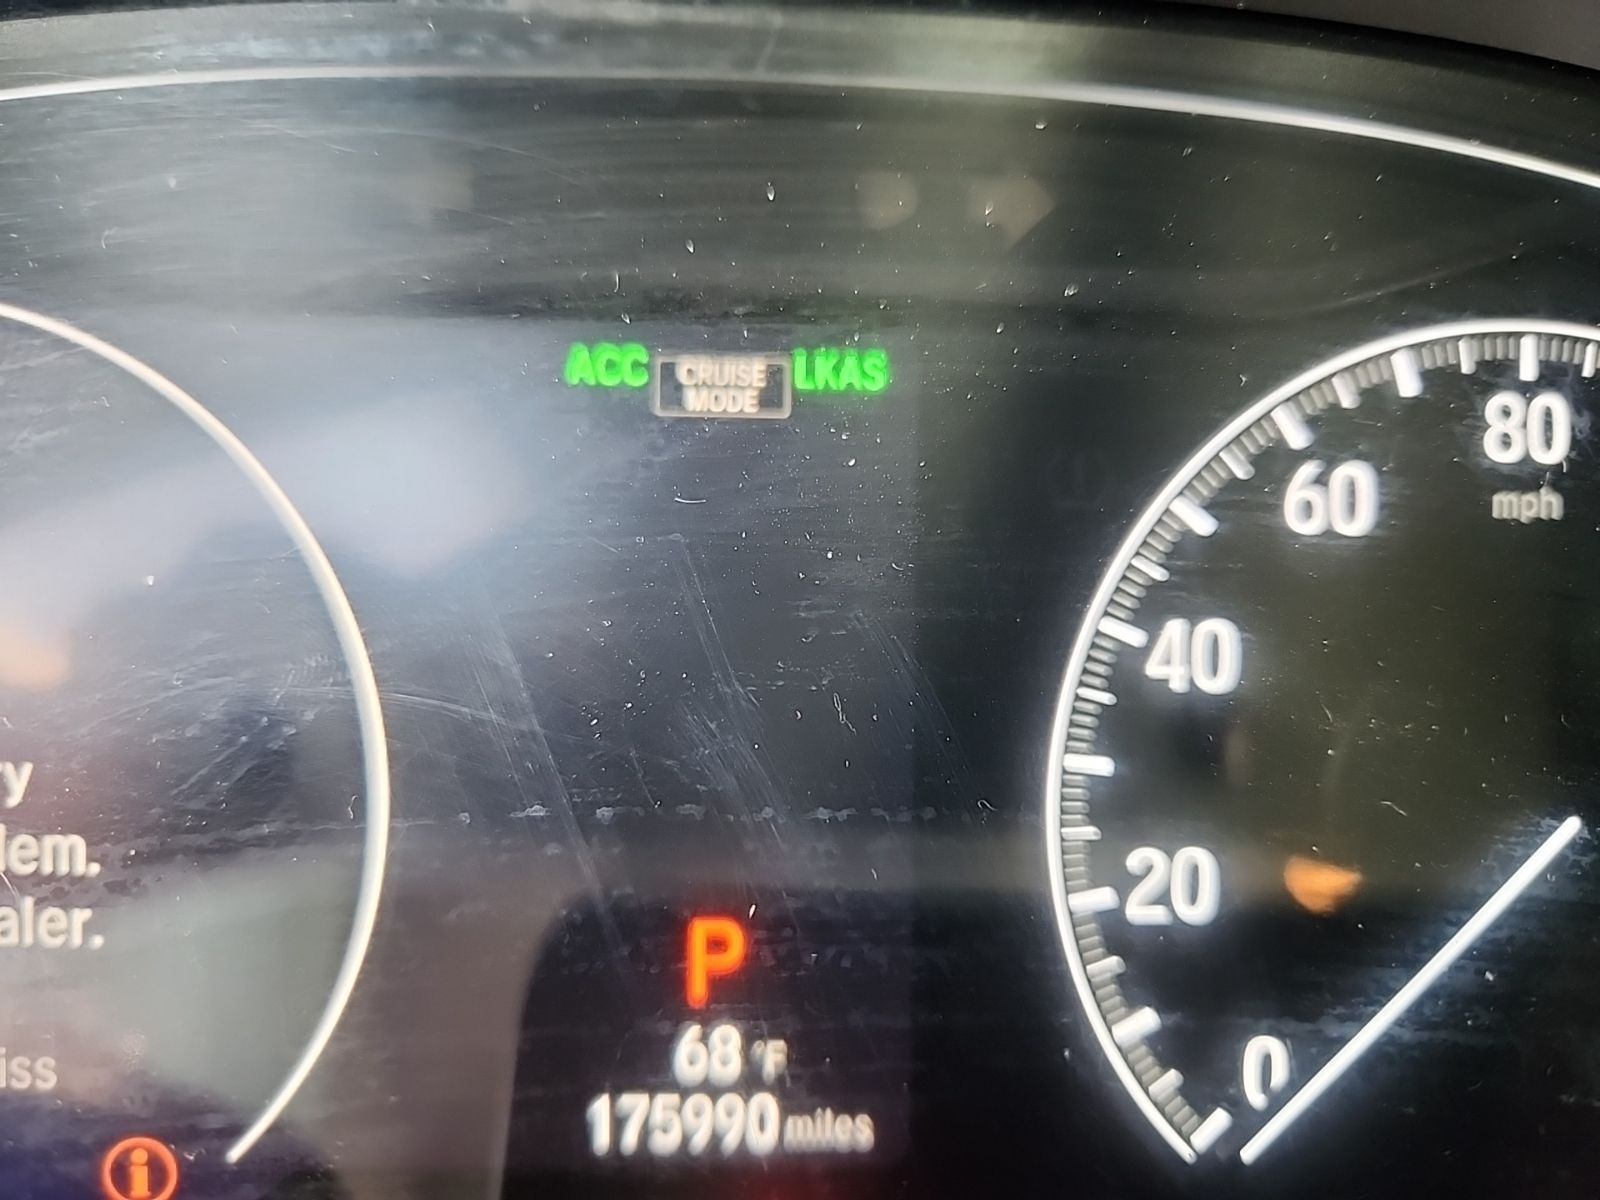 ACC CRUISE MODE LKAS
80
mph
60
40
ry
lem.
20
aler.
P
0
68 °F
iss
175990 miles
i